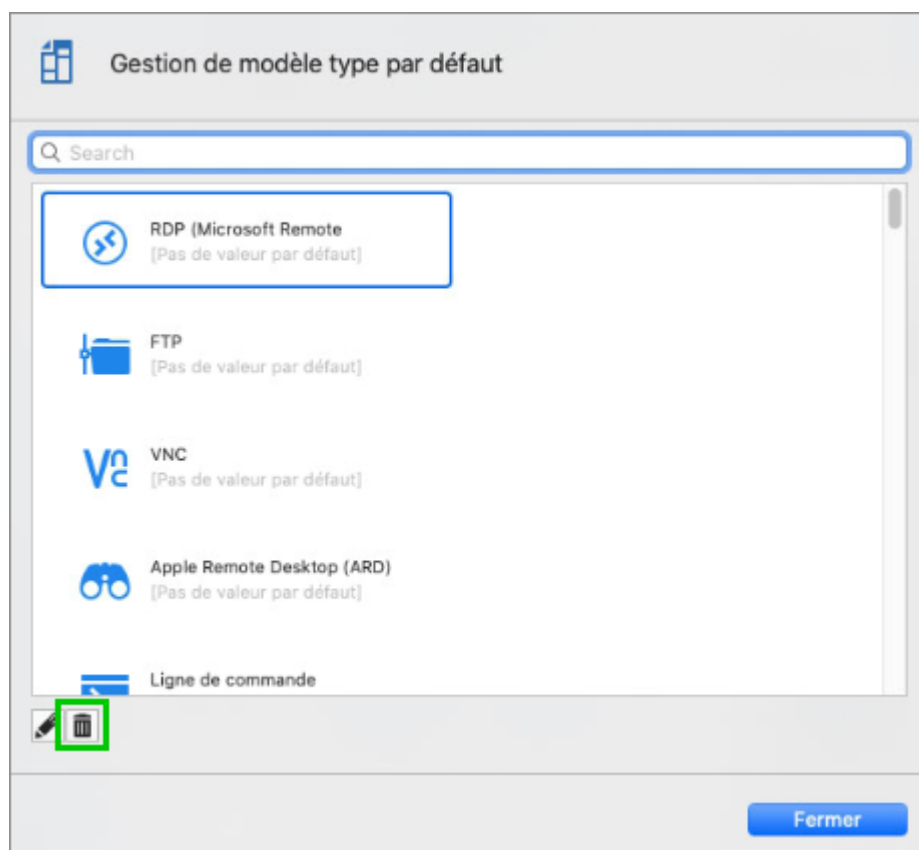 Gestion de modèle type par défaut
Search
RDP (Microsoft Remote
[Pas de valeur par défaut]
FTP
[Pas de valeur par défaut]
VNC
[Pas de valeur par défaut]
Apple Remote Desktop (ARD)
[Pas de valeur par défaut]
Ligne de commande
Fermer